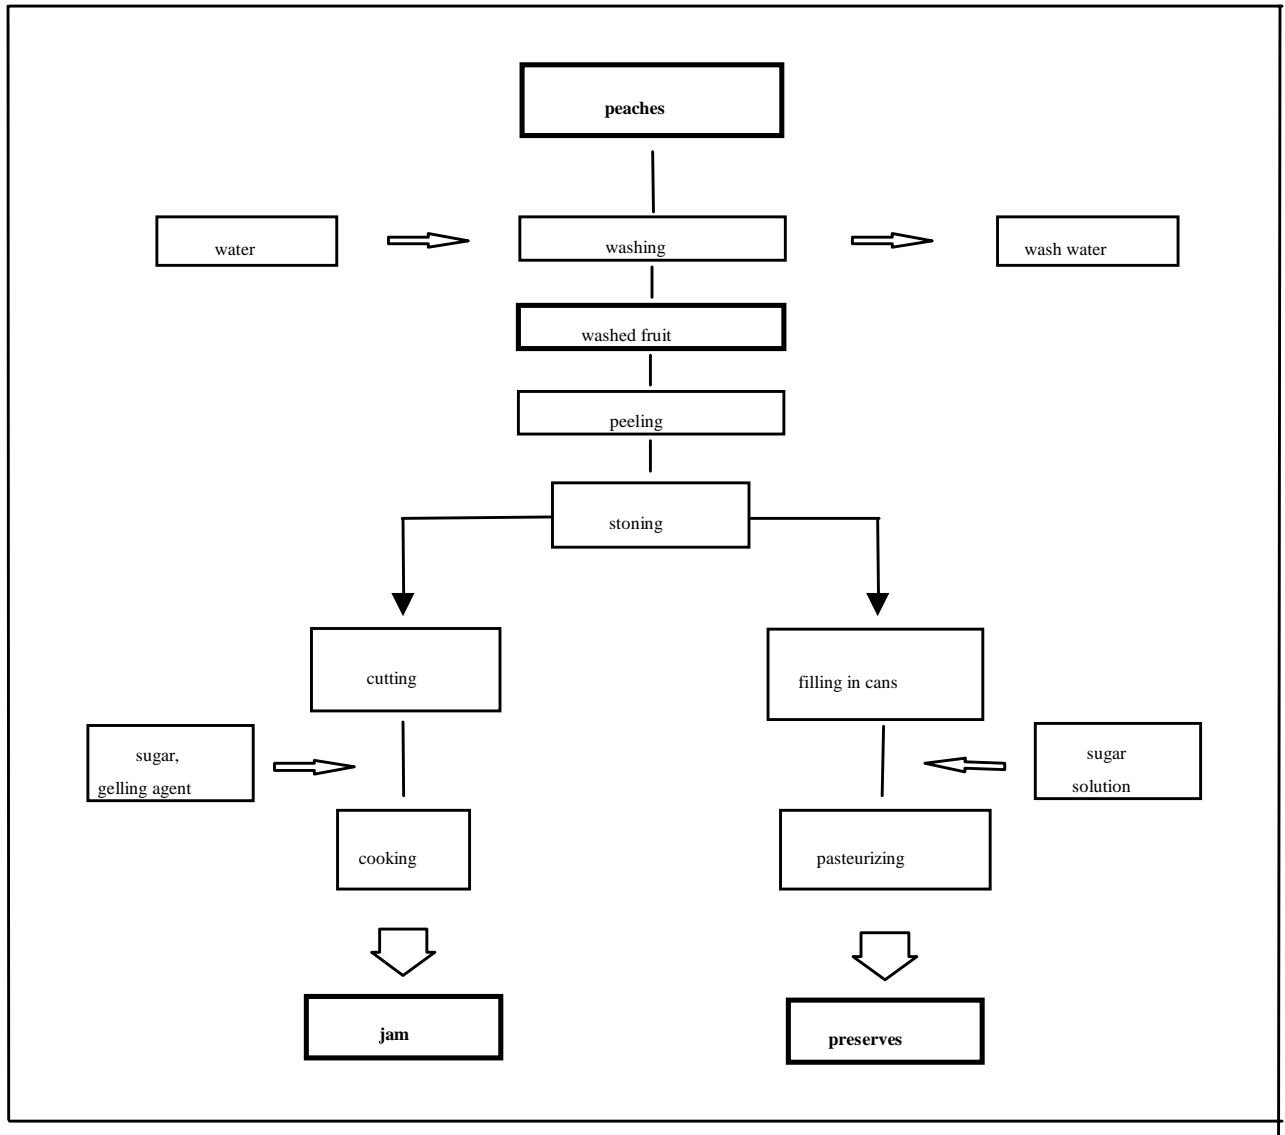 peaches
water
washing
wash water
washed fruit
peeling
stoning
cutting
filling in cans
sugar,
gelling agent
sugar
solution
cooking
pasteurizing
jam
preserves